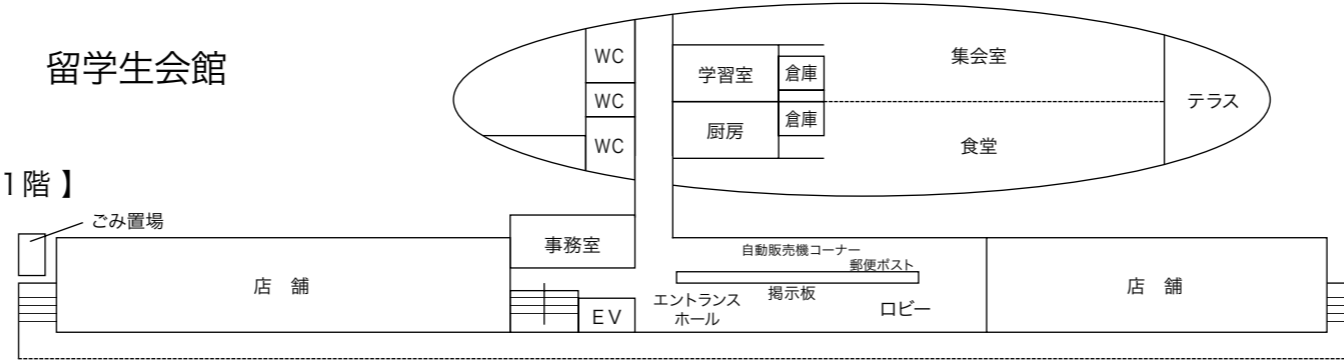 留学生会館
1階 】
WC
WC
WC
学習室
倉庫
倉庫
厨房
集会室
食堂
テラス
ごみ置場
店 舗
事務室
EV
エントランス
ホール
自動販売機コーナー
郵便ポスト
掲示板
ロビー
店 舗